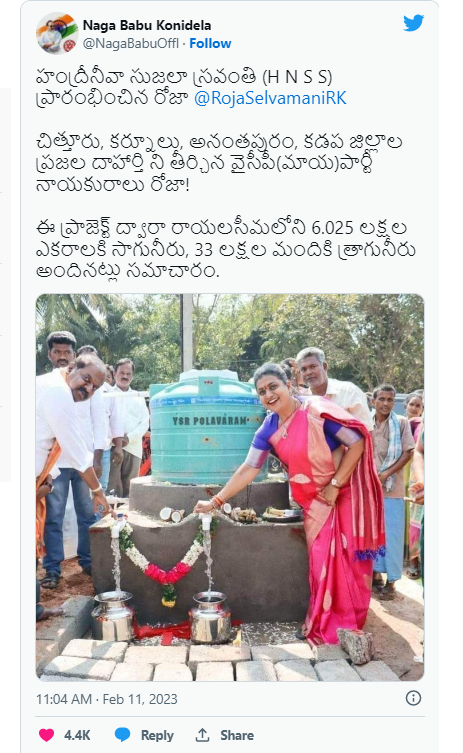 Naga Babu Konidela
@NagaBabuOffl · Follow
హంద్రీనీవా సుజలా స్రవంతి (H N S S)
ప్రారంభించిన రోజా @RojaSelvamaniRK
చిత్తూరు, కర్నూలు, అనంతపురం, కడప జిల్లాల
ప్రజల దాహార్తి ని తీర్చిన వైసీపీ(మాయ)పార్టీ
నాయకురాలు రోజా!
ఈ ప్రాజెక్ట్ ద్వారా రాయలసీమలోని 6.025 లక్షల
ఎకరాలకి సాగునీరు, 33 లక్షల మందికి త్రాగునీరు
అందినట్లు సమాచారం.
YSR POLAVARAM
11:04 AM · Feb 11, 2023
4.4K Reply Share